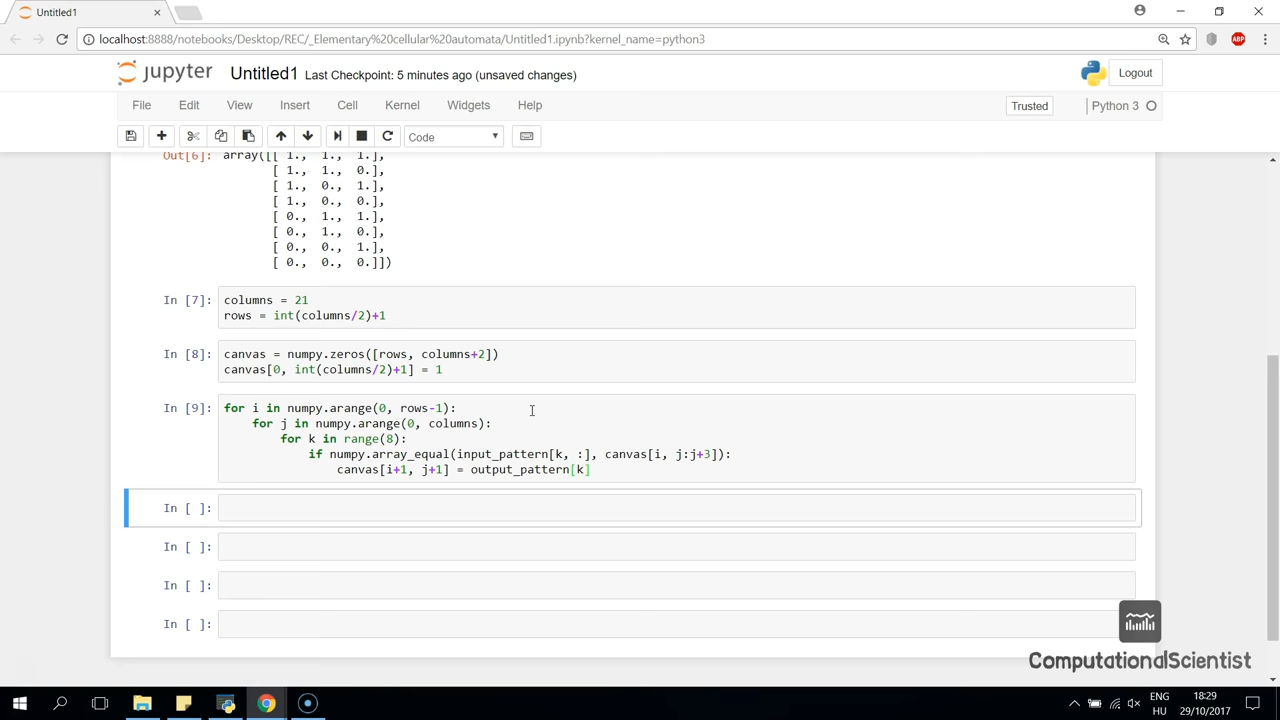 Untitled1
localhost:8888/notebooks/Desktop/REC/_Elementary%20cellular%20automata/Untitled1.ipynb?kernel_name=python3
ABP
jupyter Untitled1 Last Checkpoint: 5 minutes ago (unsaved changes) Logout
File Edit View Insert Cell Kernel Widgets Help Trusted Python 3
Code
Out[6]: array([[ 1., 1., 1.],
[ 1., 1., 0.],
[ 1., 0., 1.],
[ 1., 0., 0.],
[ 0., 1., 1.],
[ 0., 1., 0.],
[ 0., 0., 1.],
[ 0., 0., 0.]])
In [7]: columns = 21
rows = int(columns/2)+1
In [8]: canvas = numpy.zeros([rows, columns+2])
canvas[0, int(columns/2)+1] = 1
In [9]: for i in numpy.arange(0, rows-1):
for j in numpy.arange(0, columns):
for k in range(8):
if numpy.array_equal(input_pattern[k, :], canvas[i, j:j+3]):
canvas[i+1, j+1] = output_pattern[k]
In [ ]:
In [ ]:
In [ ]:
In [ ]:
ComputationalScientist
ENG 18:29
HU 29/10/2017